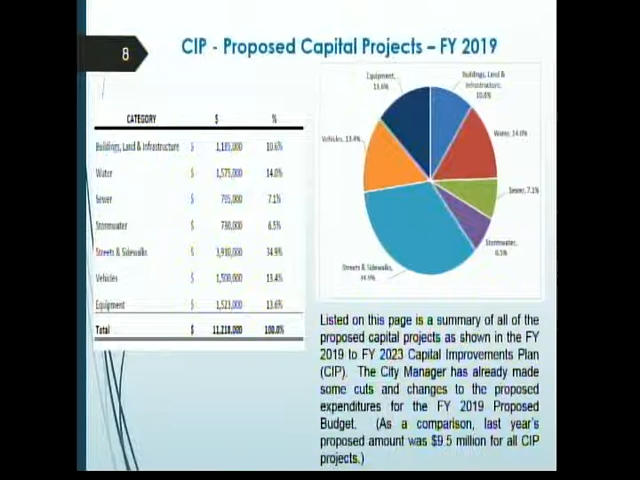 8
CIP - Proposed Capital Projects – FY 2019
CATEGORY $ %
Buildings, Land & Infrastructure $ 1,185,000 10.6%
Water $ 1,575,000 14.0%
Sewer $ 795,000 7.1%
Stormwater $ 730,000 6.5%
Streets & Sidewalks $ 3,910,000 34.9%
Vehicles $ 1,500,000 13.4%
Equipment $ 1,523,000 13.6%
Total $ 11,218,000 100.0%
Equipment,
13.6%
Buildings, Land &
Infrastructure,
10.6%
Water, 14.0%
Sewer, 7.1%
Stormwater,
6.5%
Streets & Sidewalks,
34.9%
Vehicles, 13.4%
Listed on this page is a summary of all of the
proposed capital projects as shown in the FY
2019 to FY 2023 Capital Improvements Plan
(CIP). The City Manager has already made
some cuts and changes to the proposed
expenditures for the FY 2019 Proposed
Budget. (As a comparison, last year's
proposed amount was $9.5 million for all CIP
projects.)